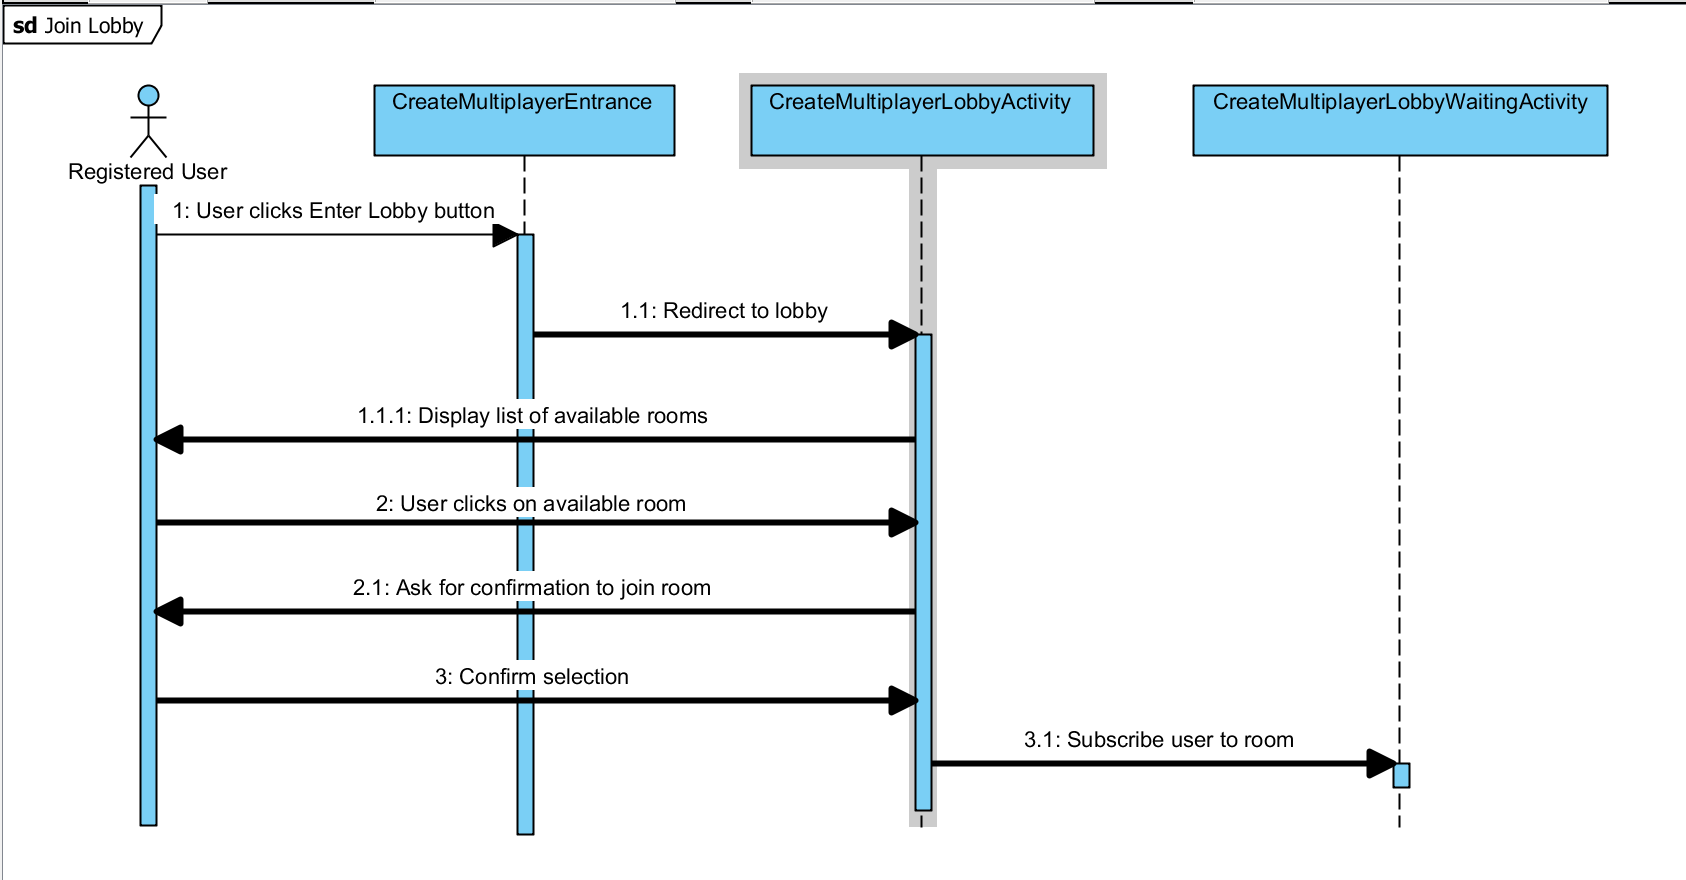 sd Join Lobby
CreateMultiplayerEntrance
CreateMultiplayerLobbyActivity
CreateMultiplayerLobbyWaitingActivity
Registered User
1: User clicks Enter Lobby button
1.1: Redirect to lobby
1.1.1: Display list of available rooms
2: User clicks on available room
2.1: Ask for confirmation to join room
3: Confirm selection
3.1: Subscribe user to room